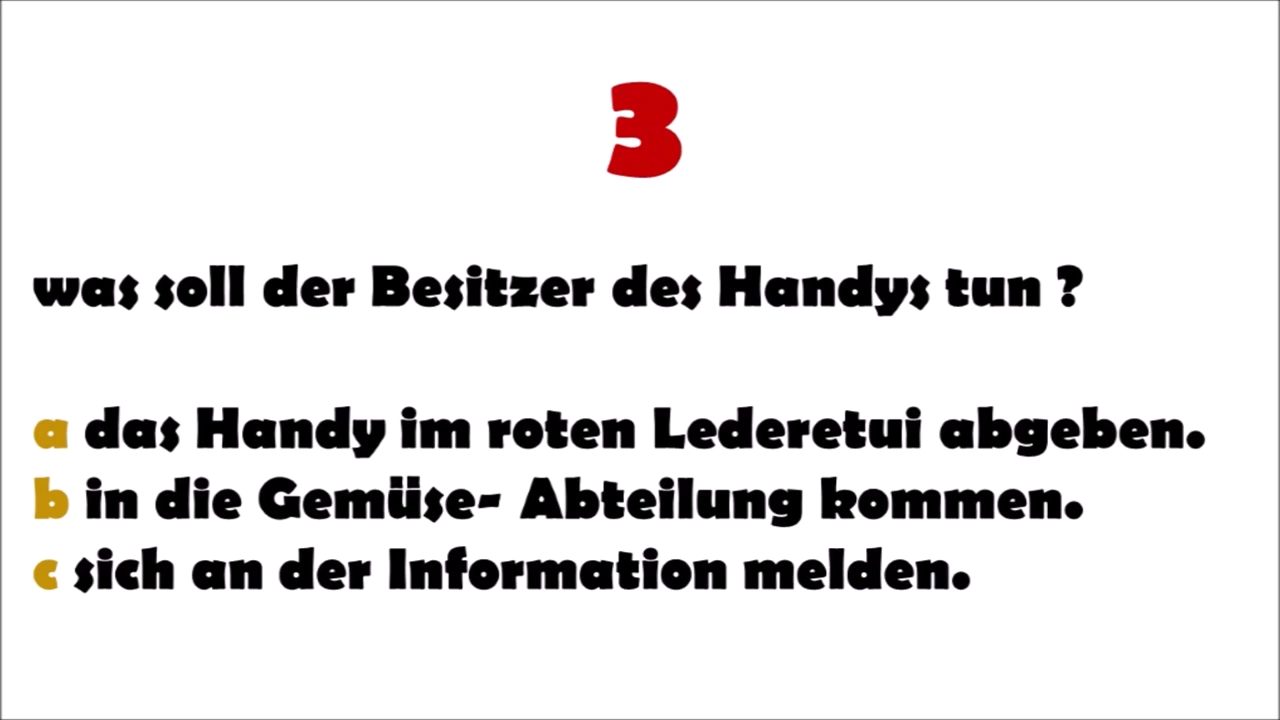 3
was soll der Besitzer des Handys tun ?
a das Handy im roten Lederetui abgeben.
b in die Gemüse- Abteilung kommen.
c sich an der Information melden.